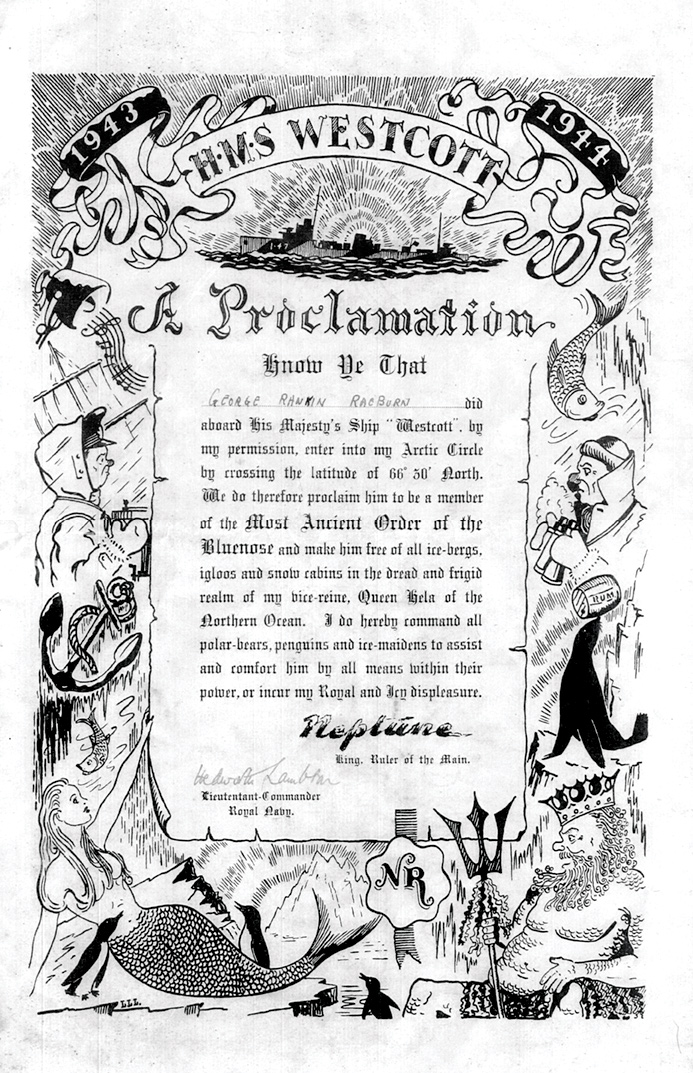 1943
H·M·S WESTCOTT
1944
A Proclamation
Know Ye That
GEORGE RANKIN RAEBURN did
aboard His Majesty's Ship "Westcott". by
my permission, enter into my Arctic Circle
by crossing the latitude of 66° 30' North.
We do therefore proclaim him to be a member
of the Most Ancient Order of the
Bluenose and make him free of all ice-bergs,
igloos and snow cabins in the dread and frigid
realm of my vice-reine, Queen Hela of the
Northern Ocean. I do hereby command all
polar-bears, penguins and ice-maidens to assist
and comfort him by all means within their
power, or incur my Royal and Icy displeasure.
RUM
Neptune
King. Ruler of the Main.
Hedworth Lambton
Lieutentant-Commander
Royal Navy.
NR
LLL.